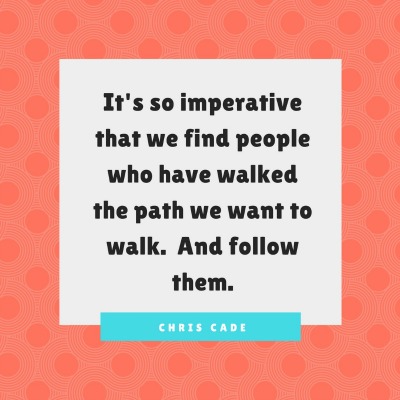 It's so imperative
that we find people
who have walked
the path we want to
walk.  And follow
them.
CHRIS CADE